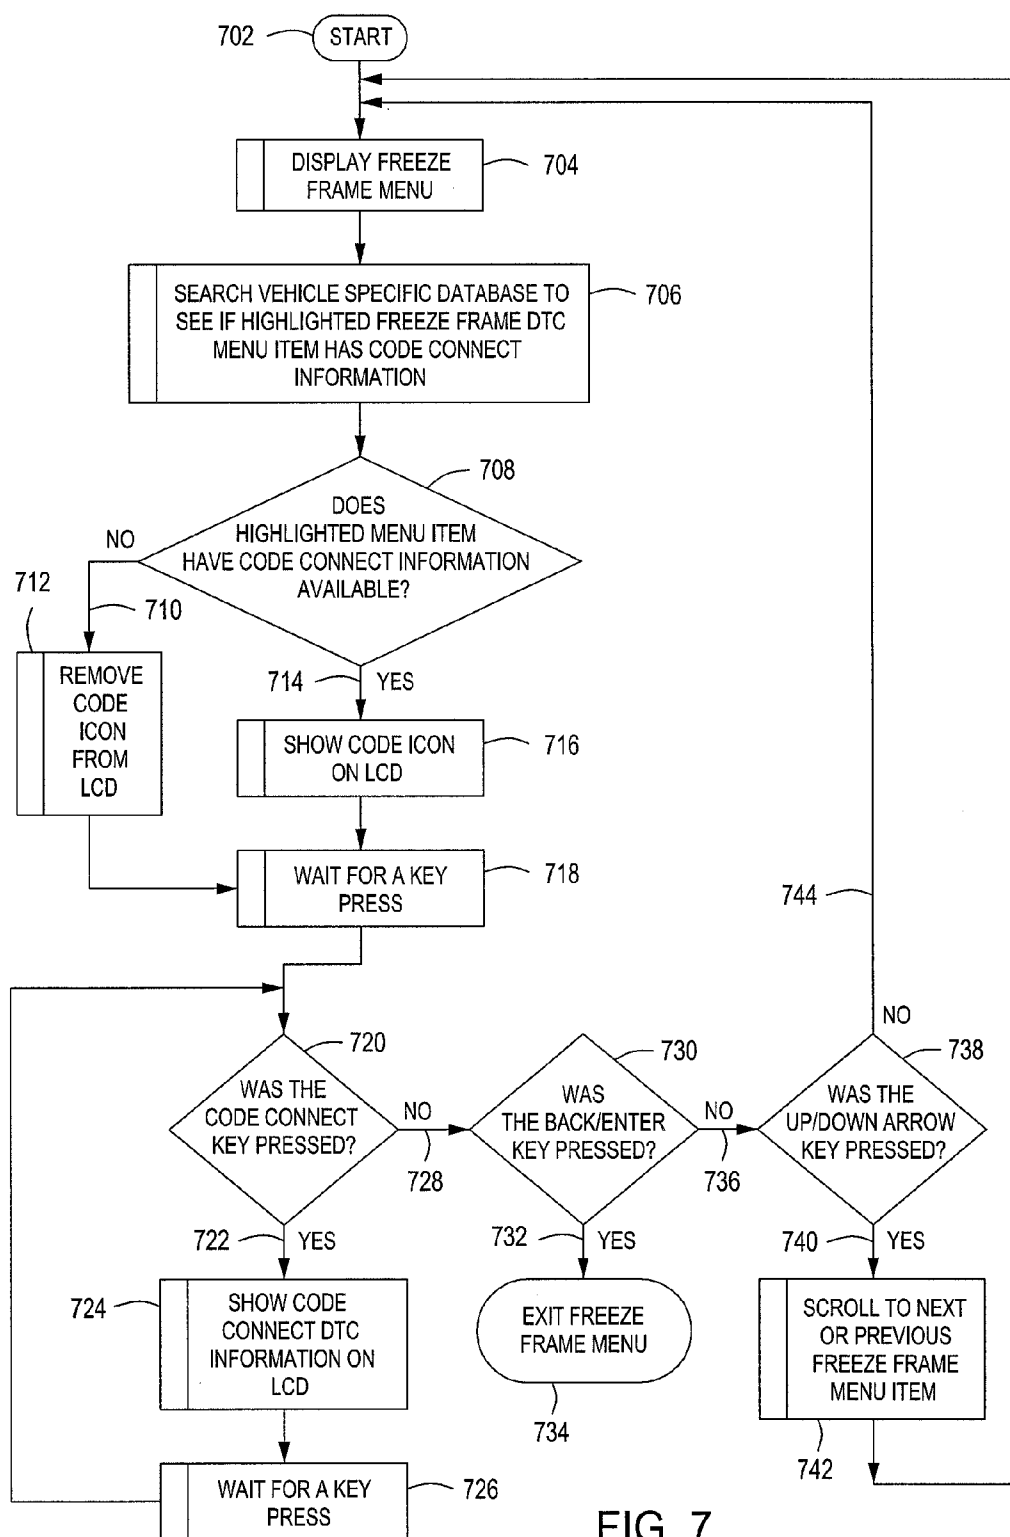 702
START
DISPLAY FREEZE
FRAME MENU
704
SEARCH VEHICLE SPECIFIC DATABASE TO
SEE IF HIGHLIGHTED FREEZE FRAME DTC
MENU ITEM HAS CODE CONNECT
INFORMATION
706
708
DOES
HIGHLIGHTED MENU ITEM
HAVE CODE CONNECT INFORMATION
AVAILABLE?
NO
710
712
REMOVE
CODE
ICON
FROM
LCD
714
YES
SHOW CODE ICON
ON LCD
716
WAIT FOR A KEY
PRESS
718
744
720
WAS THE
CODE CONNECT
KEY PRESSED?
NO
728
730
WAS
THE BACK/ENTER
KEY PRESSED?
NO
736
NO
738
WAS THE
UP/DOWN ARROW
KEY PRESSED?
722
YES
732
YES
740
YES
724
SHOW CODE
CONNECT DTC
INFORMATION ON
LCD
EXIT FREEZE
FRAME MENU
734
SCROLL TO NEXT
OR PREVIOUS
FREEZE FRAME
MENU ITEM
742
WAIT FOR A KEY
PRESS
726
FIG. 7